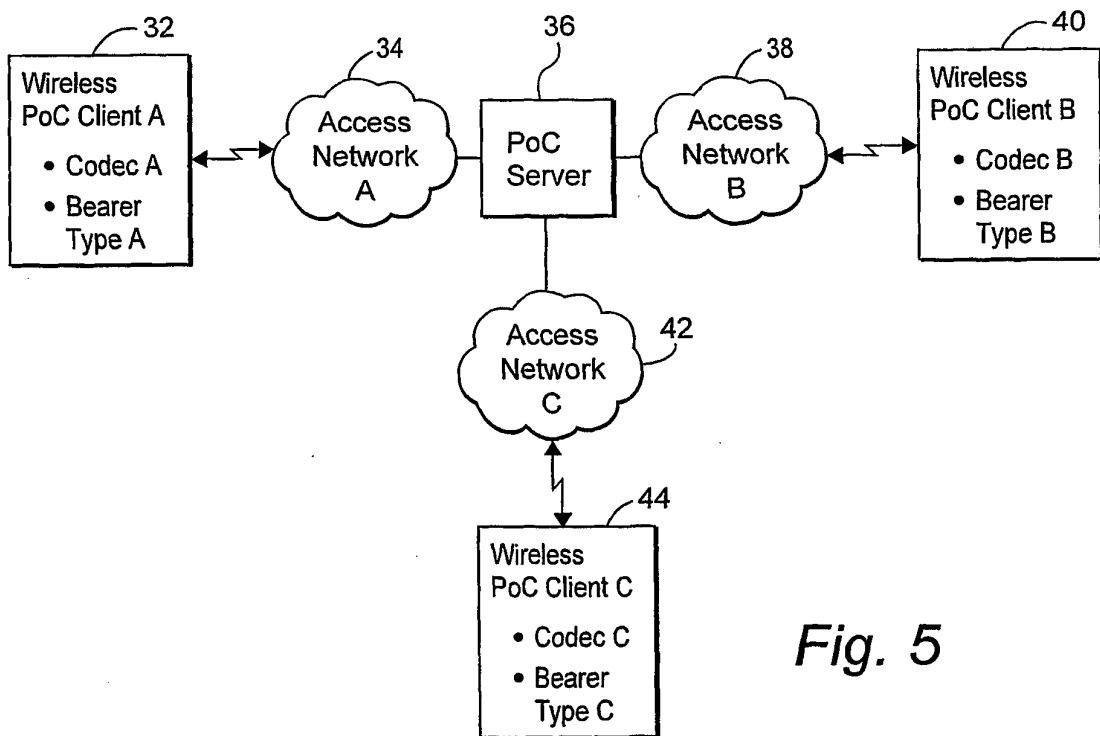 32
34
36
38
40
Wireless
PoC Client A
• Codec A
• Bearer
Type A
Access
Network
A
PoC
Server
Access
Network
B
Wireless
PoC Client B
• Codec B
• Bearer
Type B
Access
Network
C
42
44
Wireless
PoC Client C
• Codec C
• Bearer
Type C
Fig. 5